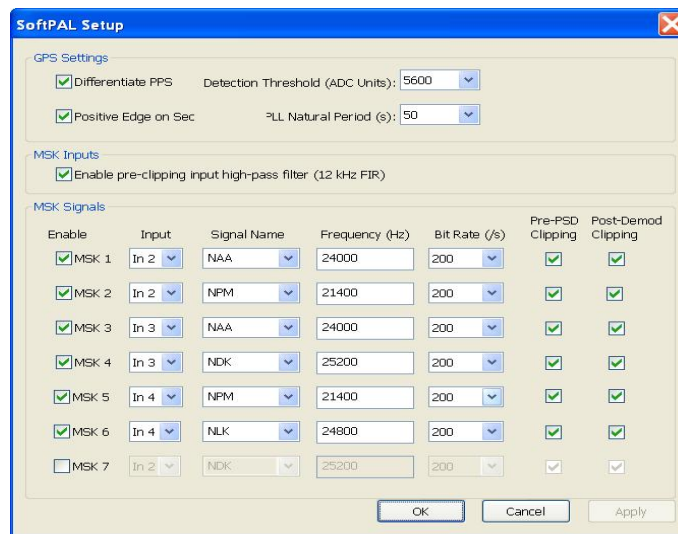 SoftPAL Setup
GPS Settings
Differentiate PPS Detection Threshold (ADC Units): 5600
Positive Edge on Sec PLL Natural Period (s): 50
MSK Inputs
Enable pre-clipping input high-pass filter (12 kHz FIR)
MSK Signals
Enable Input Signal Name Frequency (Hz) Bit Rate (/s) Pre-PSD Clipping Post-Demod Clipping
MSK 1 In 2 NAA 24000 200
MSK 2 In 2 NPM 21400 200
MSK 3 In 3 NAA 24000 200
MSK 4 In 3 NDK 25200 200
MSK 5 In 4 NPM 21400 200
MSK 6 In 4 NLK 24800 200
MSK 7 In 2 NDK 25200 200
OK Cancel Apply